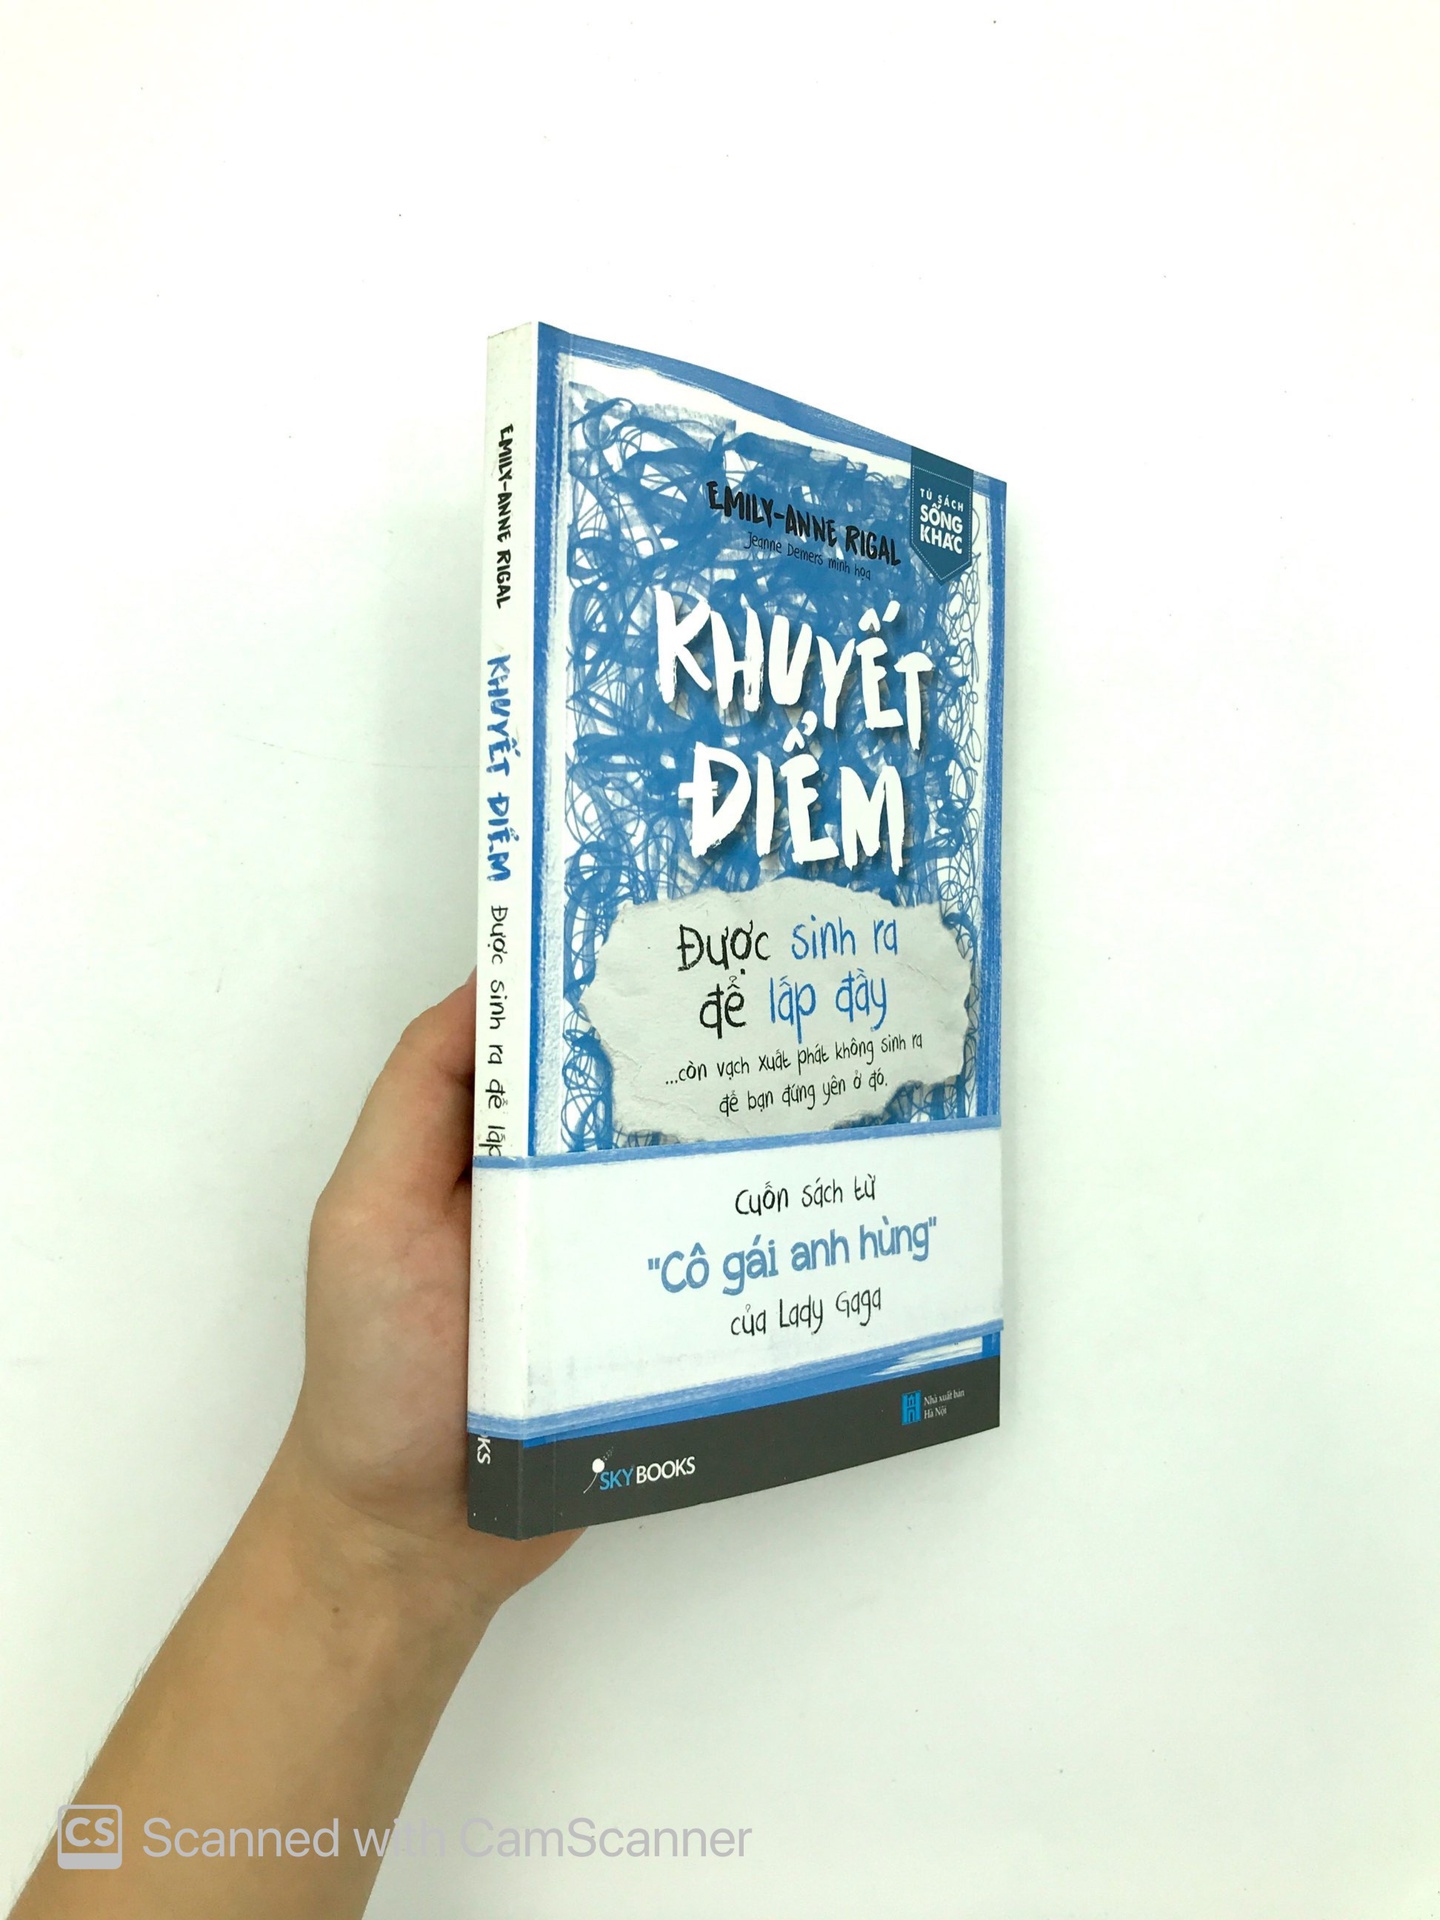 EMILY-ANNE RIGAL KHUYẾT ĐIỂM Được sinh ra để lấp
KS
EMILY-ANNE RIGAL
Jeanne Demers minh họa
TỦ SÁCH
SỐNG
KHÁC
KHUYẾT
ĐIỂM
Được sinh ra
để lấp đầy
...còn vạch xuất phát không sinh ra
để bạn đứng yên ở đó.
Cuốn sách từ
"Cô gái anh hùng"
của Lady Gaga
Nhà xuất bản
Hà Nội
SKYBOOKS
CS Scanned with CamScanner